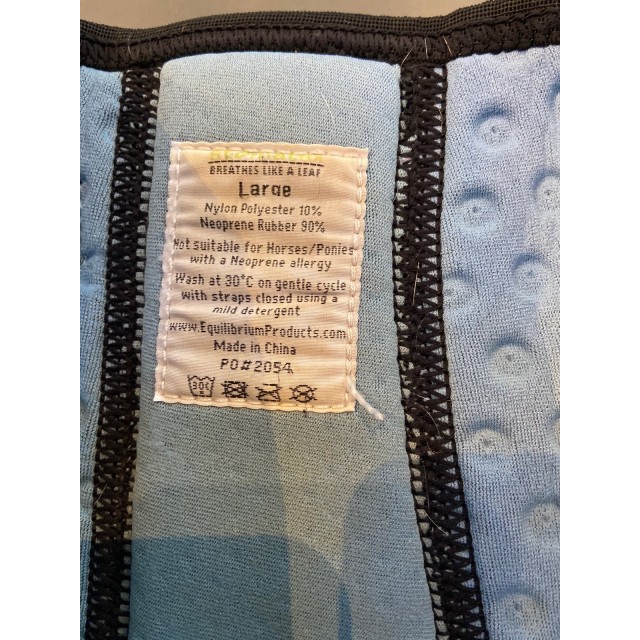 BREATHES LIKE A LEAF
Large
Nylon Polyester 10%
Neoprene Rubber 90%
Not suitable for Horses/Ponies
with a Neoprene allergy
Wash at 30°C on gentle cycle
with straps closed using a
mild detergent
www.EquilibriumProducts.com
Made in China
PO#2054
30°